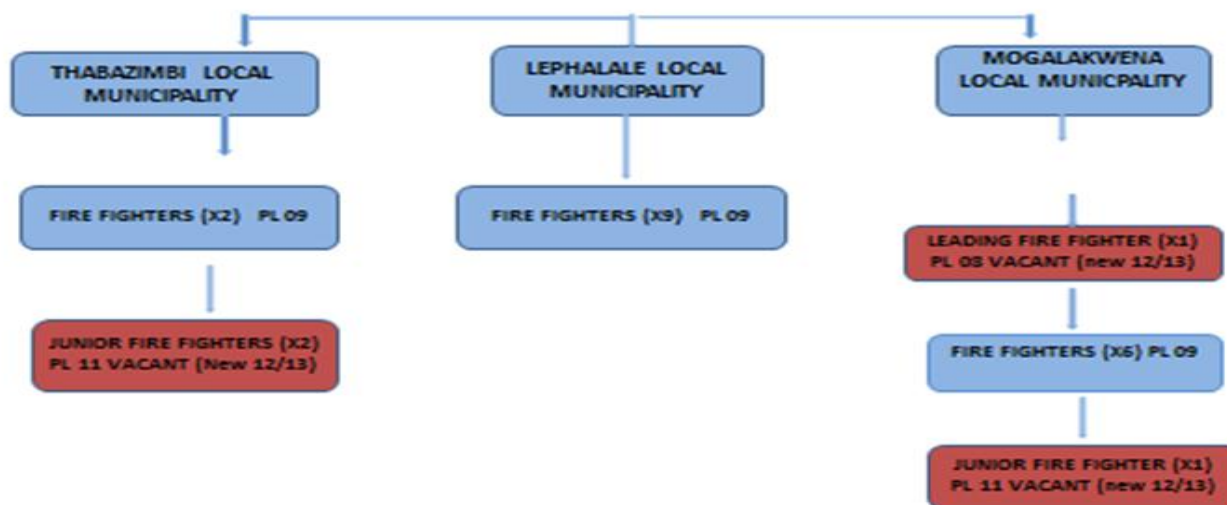 THABAZIMBI LOCAL
MUNICIPALITY
LEPHALALE LOCAL
MUNICIPALITY
MOGALAKWENA
LOCAL MUNICPALITY
FIRE FIGHTERS (X2) PL 09
FIRE FIGHTERS (X9) PL 09
LEADING FIRE FIGHTER (X1)
PL 08 VACANT (new 12/13)
JUNIOR FIRE FIGHTERS (X2)
PL 11 VACANT (New 12/13)
FIRE FIGHTERS (X6) PL 09
JUNIOR FIRE FIGHTER (X1)
PL 11 VACANT (new 12/13)